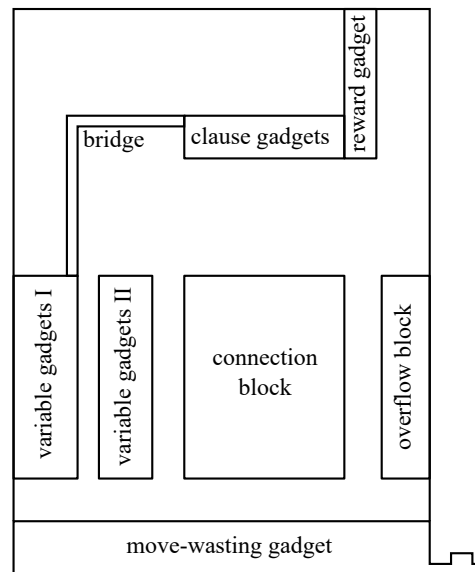 reward gadget
bridge
clause gadgets
variable gadgets I
variable gadgets II
connection
block
overflow block
move-wasting gadget